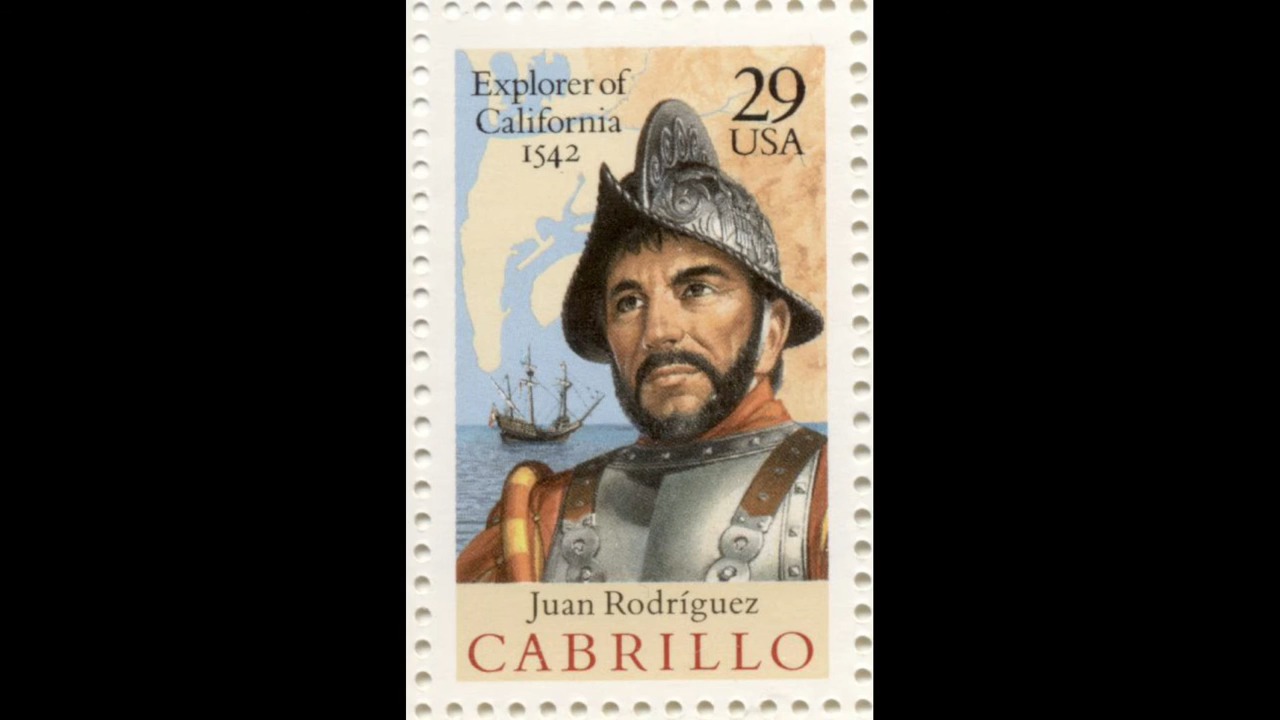 Explorer of
California
1542
29
USA
Juan Rodríguez
CABRILLO